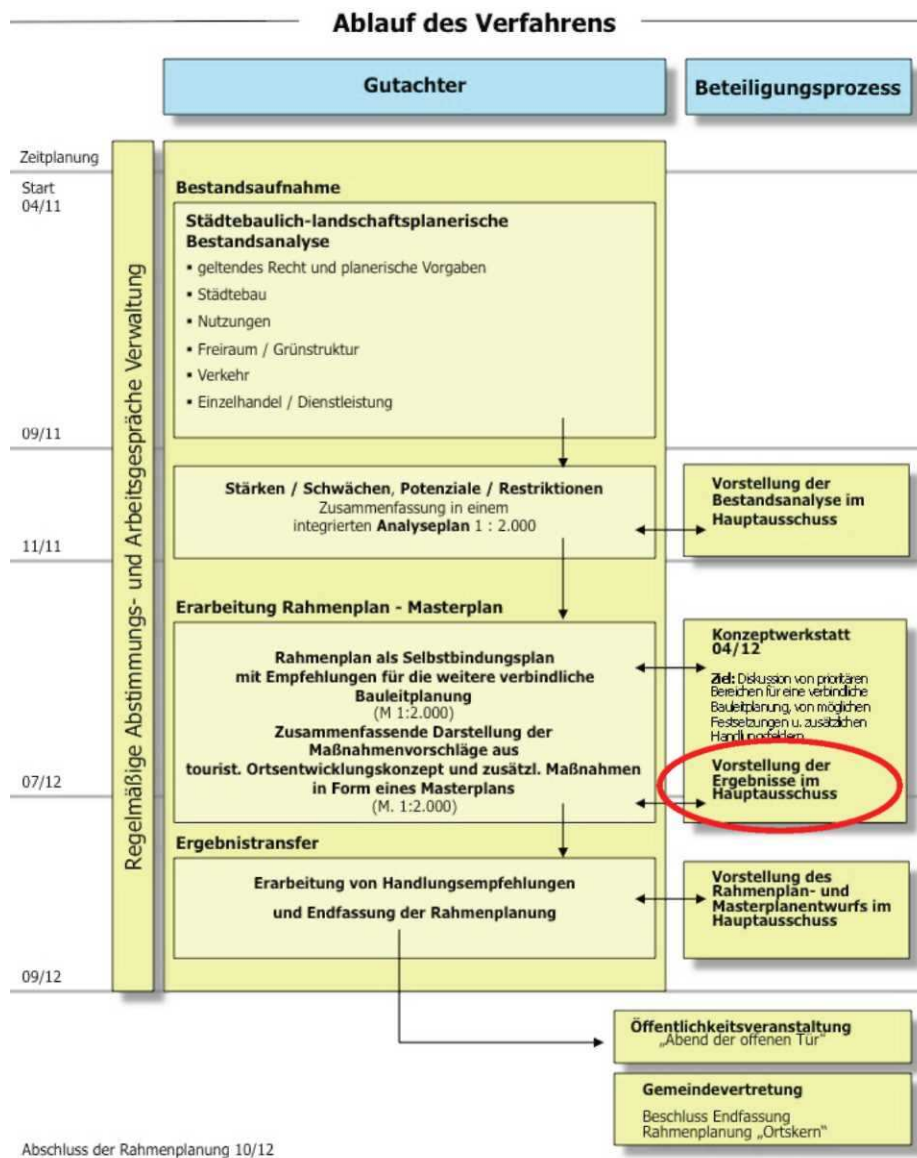 Ablauf des Verfahrens
Gutachter
Beteiligungsprozess
Zeitplanung
Start
04/11
Regelmäßige Abstimmungs- und Arbeitsgespräche Verwaltung
Bestandsaufnahme
Städtebaulich-landschaftsplanerische
Bestandsanalyse
▪ geltendes Recht und planerische Vorgaben
▪ Städtebau
▪ Nutzungen
▪ Freiraum / Grünstruktur
▪ Verkehr
▪ Einzelhandel / Dienstleistung
09/11
Stärken / Schwächen, Potenziale / Restriktionen
Zusammenfassung in einem
integrierten Analyseplan 1 : 2.000
Vorstellung der
Bestandsanalyse im
Hauptausschuss
11/11
Erarbeitung Rahmenplan - Masterplan
Rahmenplan als Selbstbindungsplan
mit Empfehlungen für die weitere verbindliche
Bauleitplanung
(M 1:2.000)
Zusammenfassende Darstellung der
Maßnahmenvorschläge aus
tourist. Ortsentwicklungskonzept und zusätzl. Maßnahmen
in Form eines Masterplans
(M. 1:2.000)
Konzeptwerkstatt
04/12
Ziel: Diskussion von prioritären
Bereichen für eine verbindliche
Bauleitplanung, von möglichen
Festsetzungen u. zusätzlichen
Handlungsfeldern
Vorstellung der
Ergebnisse im
Hauptausschuss
07/12
Ergebnistransfer
Erarbeitung von Handlungsempfehlungen
und Endfassung der Rahmenplanung
Vorstellung des
Rahmenplan- und
Masterplanentwurfs im
Hauptausschuss
09/12
Öffentlichkeitsveranstaltung
„Abend der offenen Tür“
Gemeindevertretung
Beschluss Endfassung
Rahmenplanung „Ortskern“
Abschluss der Rahmenplanung 10/12